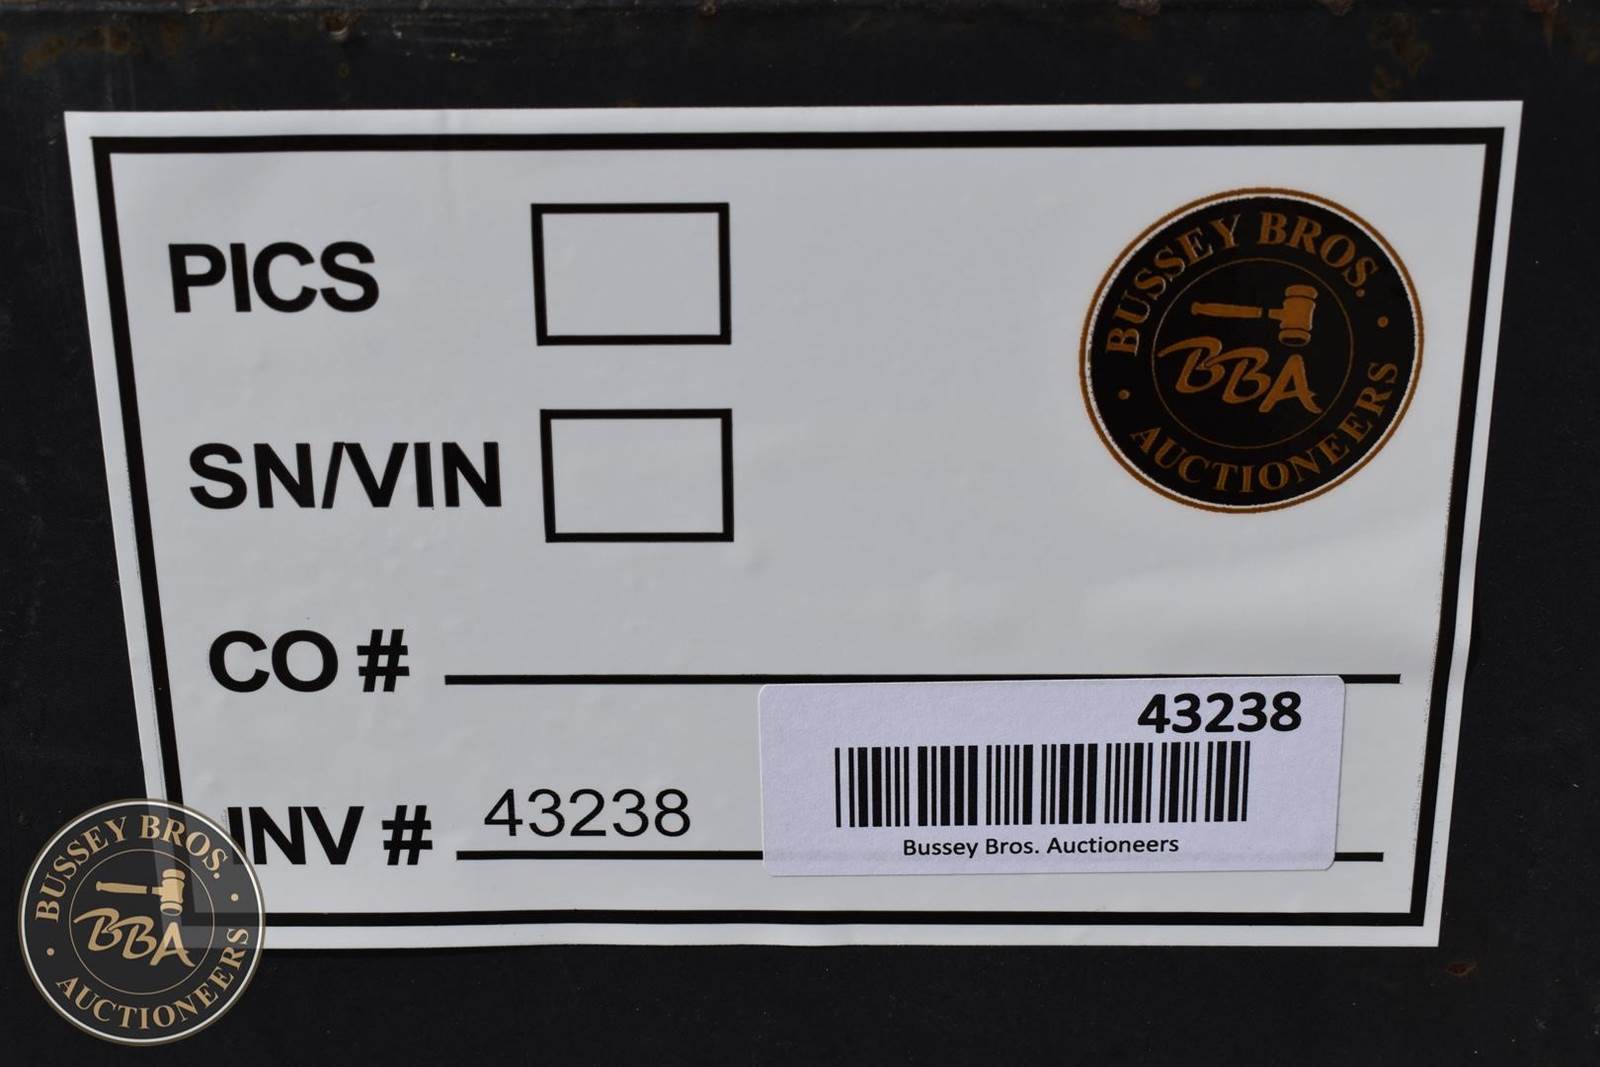 PICS
BUSSEY BROS.
BBA
AUCTIONEERS
SN/VIN
CO #
43238
INV # 43238
Bussey Bros. Auctioneers
BUSSEY BROS.
BBA
AUCTIONEERS